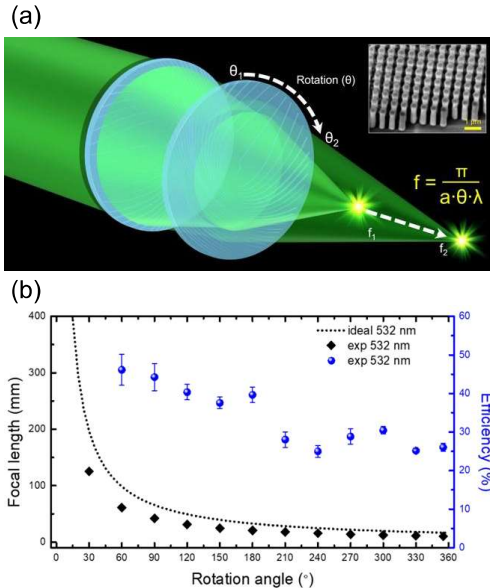 (a)
θ1
Rotation (θ)
θ2
1 μm
f = π
a·θ·λ
f1
f2
(b)
400
300
200
100
0
Focal length (mm)
ideal 532 nm
exp 532 nm
exp 532 nm
60
50
40
30
20
10
0
Efficiency (%)
0 30 60 90 120 150 180 210 240 270 300 330 360
Rotation angle (°)